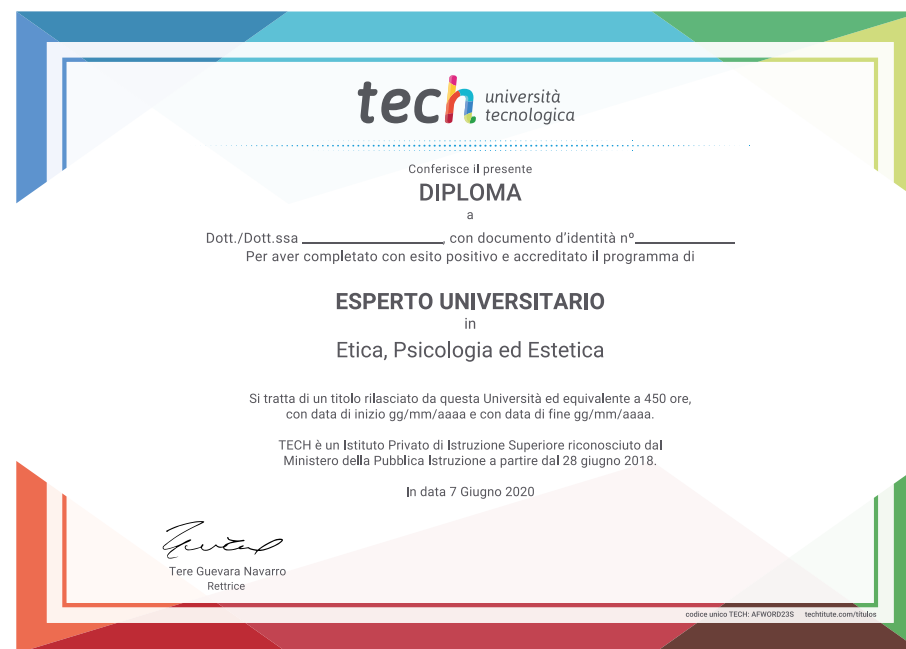 tech università
tecnologica
Conferisce il presente
DIPLOMA
a
Dott./Dott.ssa ____________________, con documento d'identità nº______________
Per aver completato con esito positivo e accreditato il programma di
ESPERTO UNIVERSITARIO
in
Etica, Psicologia ed Estetica
Si tratta di un titolo rilasciato da questa Università ed equivalente a 450 ore,
con data di inizio gg/mm/aaaa e con data di fine gg/mm/aaaa.
TECH è un Istituto Privato di Istruzione Superiore riconosciuto dal
Ministero della Pubblica Istruzione a partire dal 28 giugno 2018.
In data 7 Giugno 2020
Tere Guevara Navarro
Rettrice
codice unico TECH: AFWORD23S techtitute.com/titulos